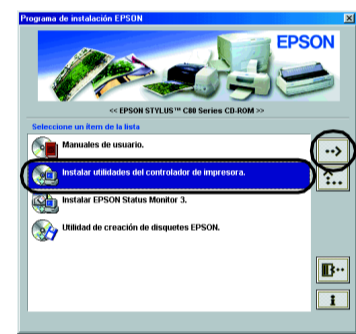 Programa de instalación EPSON
EPSON
<< EPSON STYLUS™ C80 Series CD-ROM >>
Seleccione un ítem de la lista
Manuales de usuario.
Instalar utilidades del controlador de impresora.
Instalar EPSON Status Monitor 3.
Utilidad de creación de disquetes EPSON.